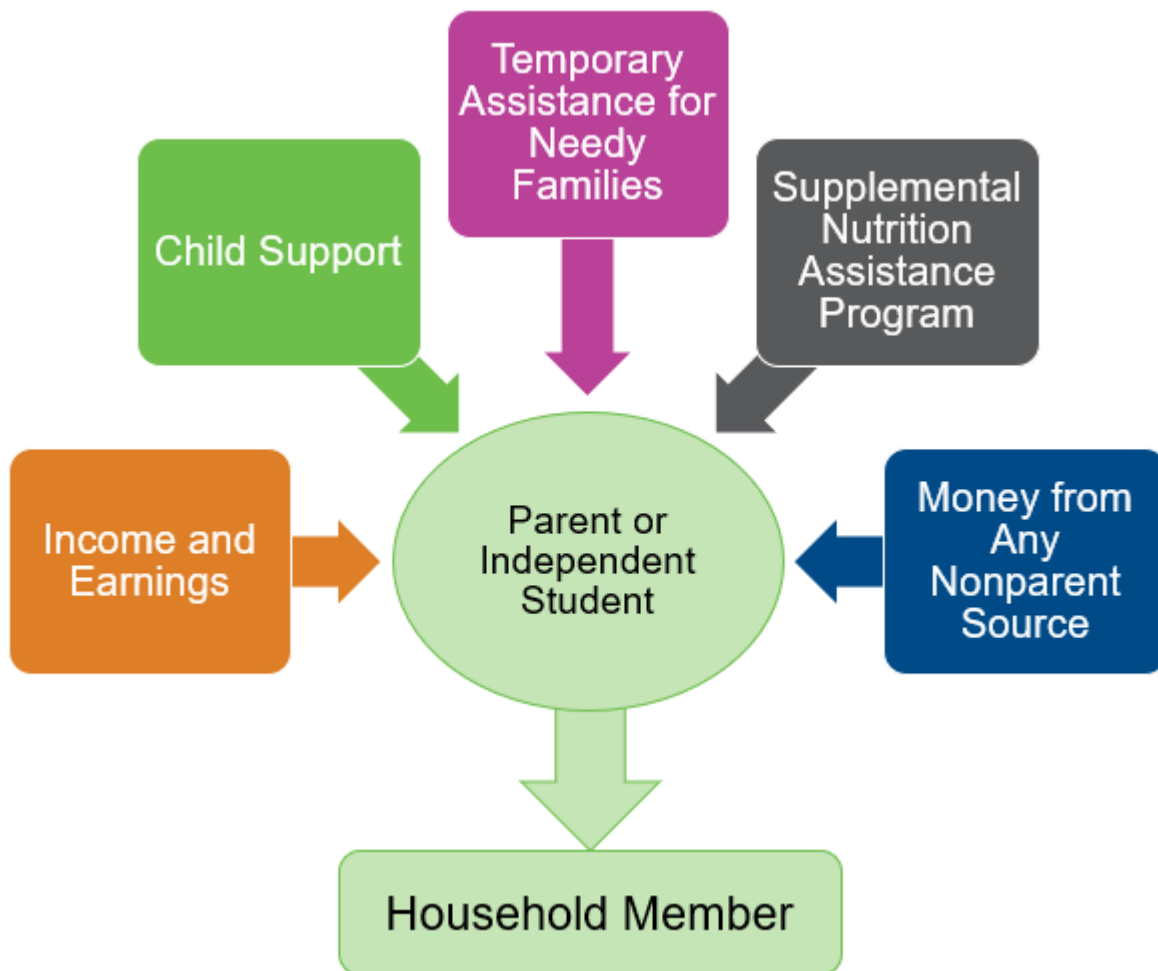 Temporary
Assistance for
Needy
Families
Child Support
Supplemental
Nutrition
Assistance
Program
Income and
Earnings
Parent or
Independent
Student
Money from
Any
Nonparent
Source
Household Member